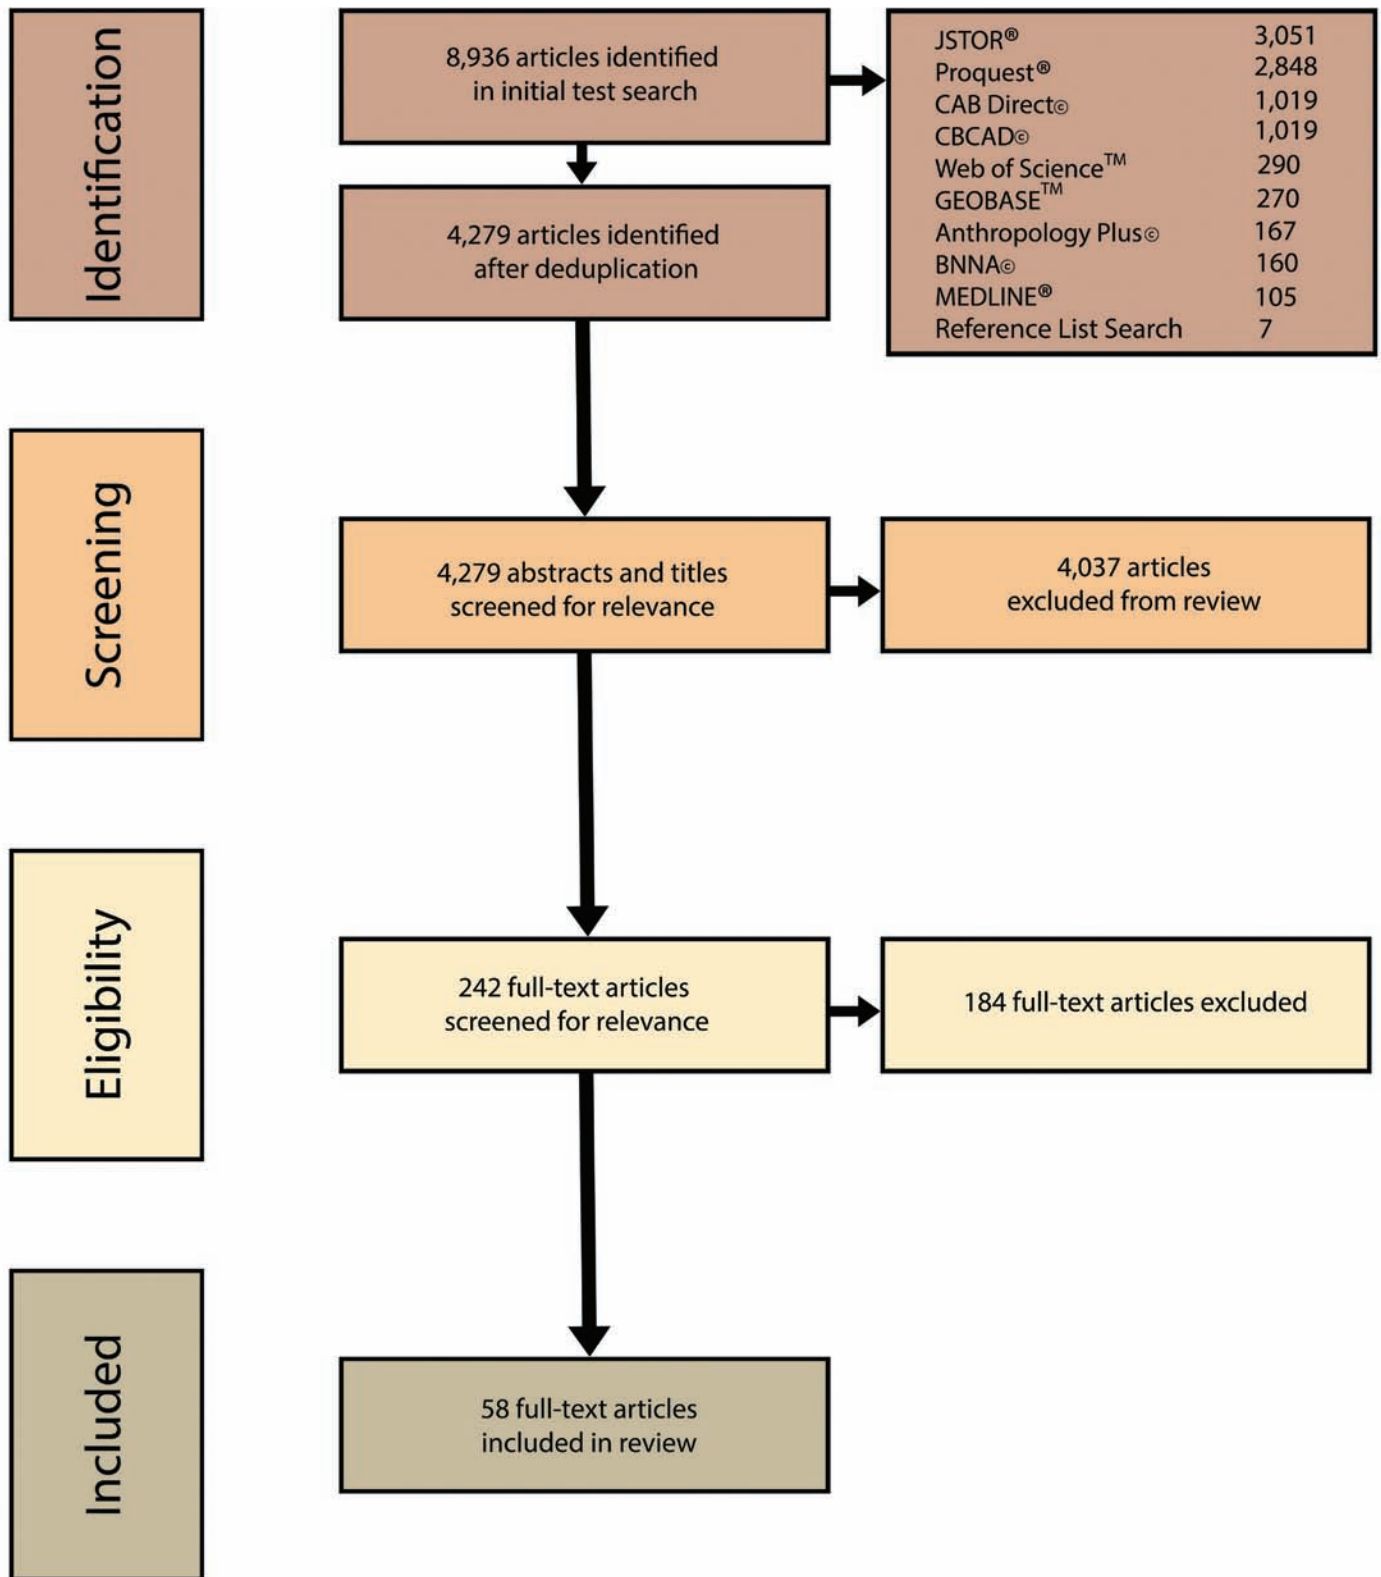 Identification
8,936 articles identified
in initial test search
JSTOR® 3,051
Proquest® 2,848
CAB Direct© 1,019
CBCAD© 1,019
Web of Science™ 290
GEOBASE™ 270
Anthropology Plus© 167
BNNA© 160
MEDLINE® 105
Reference List Search 7
4,279 articles identified
after deduplication
Screening
4,279 abstracts and titles
screened for relevance
4,037 articles
excluded from review
Eligibility
242 full-text articles
screened for relevance
184 full-text articles excluded
Included
58 full-text articles
included in review